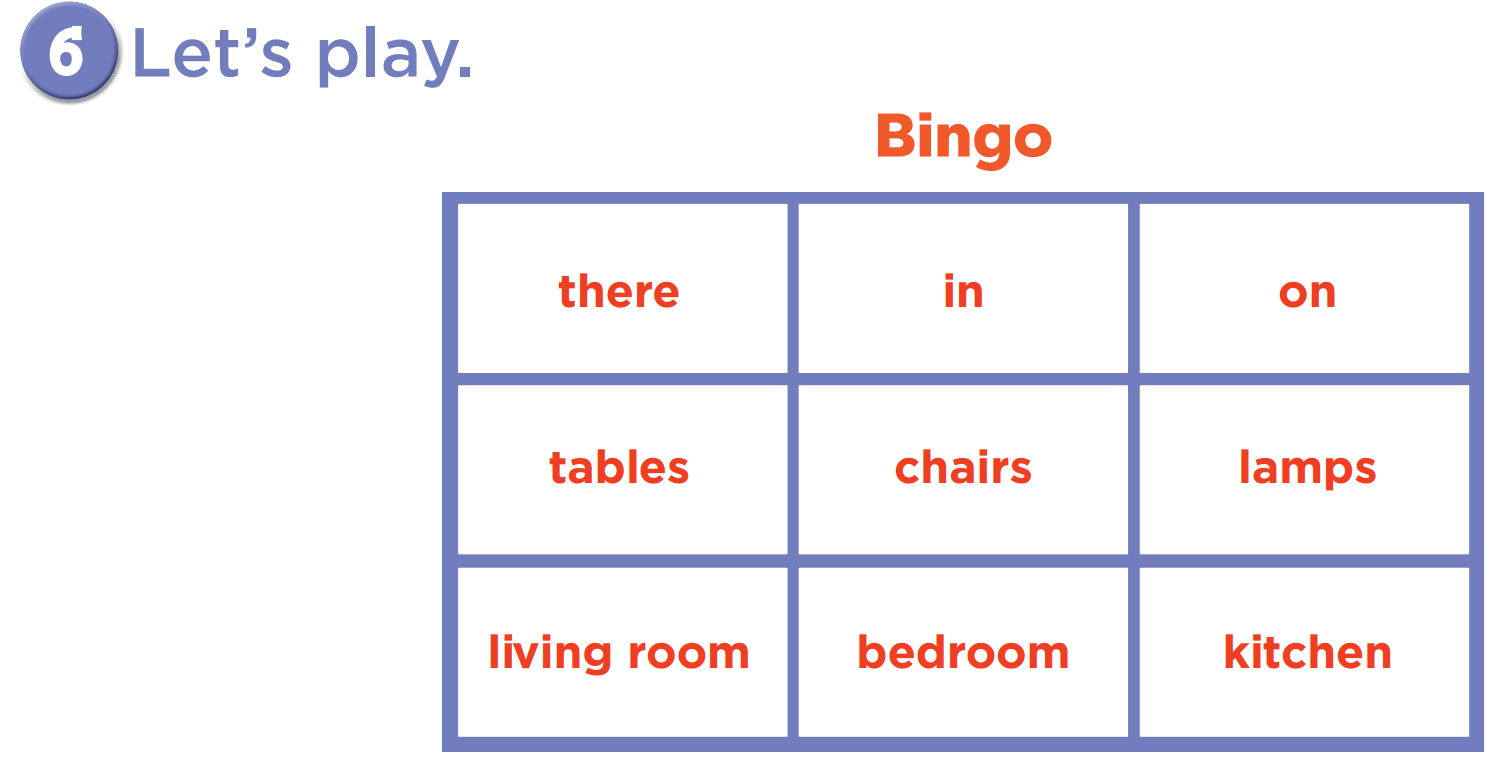 6 Let's play.
Bingo
there in on
tables chairs lamps
living room bedroom kitchen